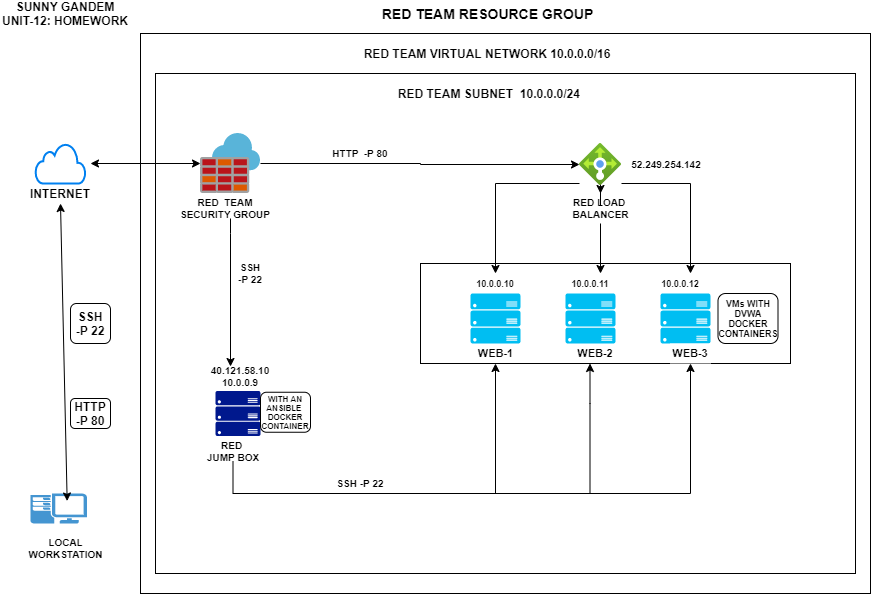 SUNNY GANDEM
UNIT-12: HOMEWORK
RED TEAM RESOURCE GROUP
RED TEAM VIRTUAL NETWORK 10.0.0.0/16
RED TEAM SUBNET 10.0.0.0/24
INTERNET
RED TEAM
SECURITY GROUP
HTTP -P 80
52.249.254.142
RED LOAD
BALANCER
SSH
-P 22
10.0.0.10
10.0.0.11
10.0.0.12
VMs WITH
DVWA
DOCKER
CONTAINERS
WEB-1
WEB-2
WEB-3
SSH
-P 22
HTTP
-P 80
40.121.58.10
10.0.0.9
WITH AN
ANSIBLE
DOCKER
CONTAINER
RED
JUMP BOX
SSH -P 22
LOCAL
WORKSTATION